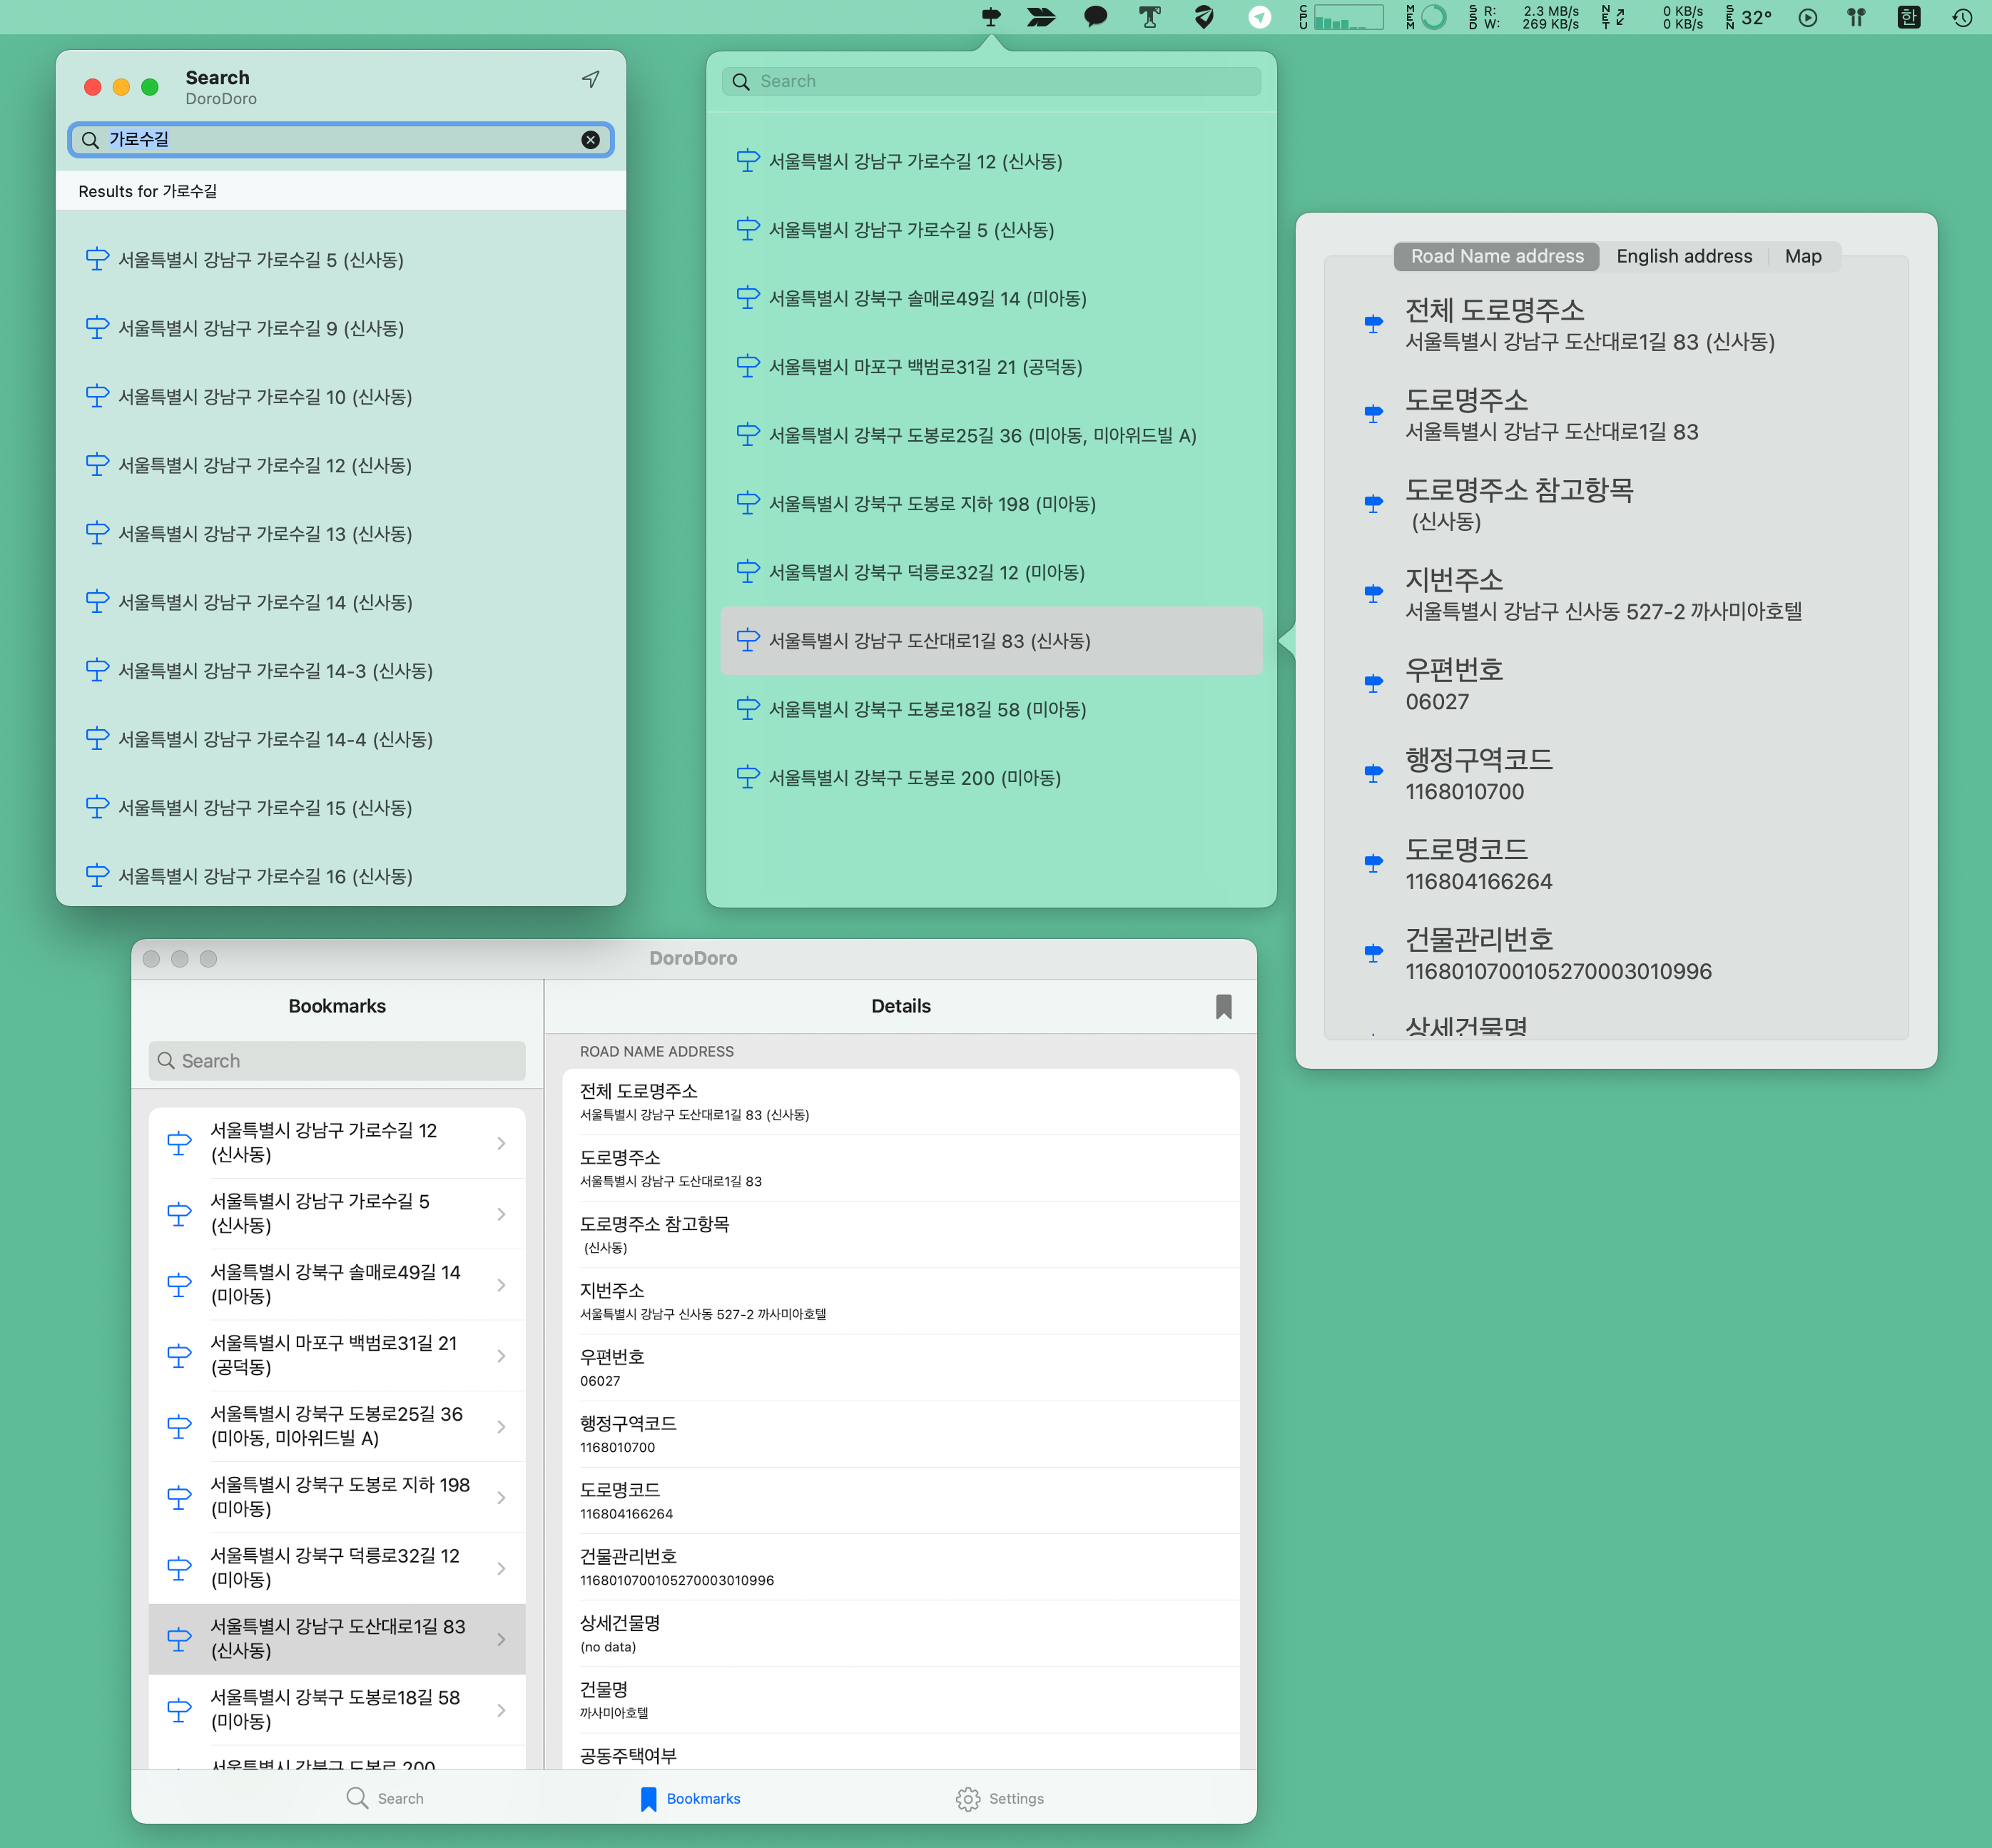 CPU
MEM
SSD
R: 2.3 MB/s
W: 269 KB/s
NET
0 KB/s
0 KB/s
SEN
32°
한
Search
DoroDoro
가로수길
Results for 가로수길
서울특별시 강남구 가로수길 5 (신사동)
서울특별시 강남구 가로수길 9 (신사동)
서울특별시 강남구 가로수길 10 (신사동)
서울특별시 강남구 가로수길 12 (신사동)
서울특별시 강남구 가로수길 13 (신사동)
서울특별시 강남구 가로수길 14 (신사동)
서울특별시 강남구 가로수길 14-3 (신사동)
서울특별시 강남구 가로수길 14-4 (신사동)
서울특별시 강남구 가로수길 15 (신사동)
서울특별시 강남구 가로수길 16 (신사동)
Search
서울특별시 강남구 가로수길 12 (신사동)
서울특별시 강남구 가로수길 5 (신사동)
서울특별시 강북구 솔매로49길 14 (미아동)
서울특별시 마포구 백범로31길 21 (공덕동)
서울특별시 강북구 도봉로25길 36 (미아동, 미아위드빌 A)
서울특별시 강북구 도봉로 지하 198 (미아동)
서울특별시 강북구 덕릉로32길 12 (미아동)
서울특별시 강남구 도산대로1길 83 (신사동)
서울특별시 강북구 도봉로18길 58 (미아동)
서울특별시 강북구 도봉로 200 (미아동)
Road Name address English address Map
전체 도로명주소
서울특별시 강남구 도산대로1길 83 (신사동)
도로명주소
서울특별시 강남구 도산대로1길 83
도로명주소 참고항목
(신사동)
지번주소
서울특별시 강남구 신사동 527-2 까사미아호텔
우편번호
06027
행정구역코드
1168010700
도로명코드
116804166264
건물관리번호
1168010700105270003010996
상세건물명
DoroDoro
Bookmarks
Search
서울특별시 강남구 가로수길 12
(신사동)
서울특별시 강남구 가로수길 5
(신사동)
서울특별시 강북구 솔매로49길 14
(미아동)
서울특별시 마포구 백범로31길 21
(공덕동)
서울특별시 강북구 도봉로25길 36
(미아동, 미아위드빌 A)
서울특별시 강북구 도봉로 지하 198
(미아동)
서울특별시 강북구 덕릉로32길 12
(미아동)
서울특별시 강남구 도산대로1길 83
(신사동)
서울특별시 강북구 도봉로18길 58
(미아동)
서울특별시 강북구 도봉로 200
Details
ROAD NAME ADDRESS
전체 도로명주소
서울특별시 강남구 도산대로1길 83 (신사동)
도로명주소
서울특별시 강남구 도산대로1길 83
도로명주소 참고항목
(신사동)
지번주소
서울특별시 강남구 신사동 527-2 까사미아호텔
우편번호
06027
행정구역코드
1168010700
도로명코드
116804166264
건물관리번호
1168010700105270003010996
상세건물명
(no data)
건물명
까사미아호텔
공동주택여부
Search
Bookmarks
Settings